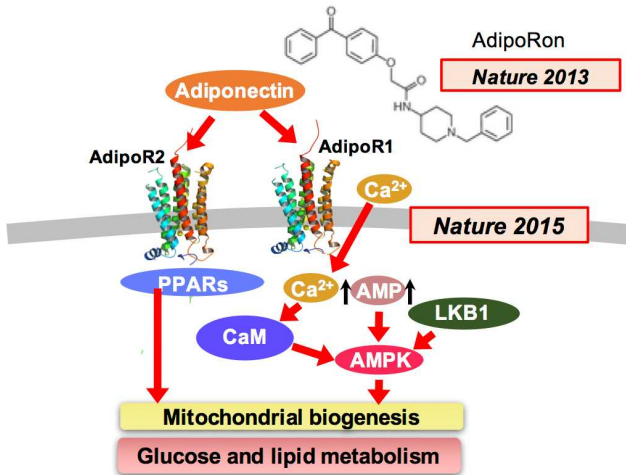 AdipoRon
Nature 2013
Adiponectin
AdipoR2
AdipoR1
Ca2+
Nature 2015
PPARs
Ca2+
AMP
LKB1
CaM
AMPK
Mitochondrial biogenesis
Glucose and lipid metabolism
O
O
O
HN
N